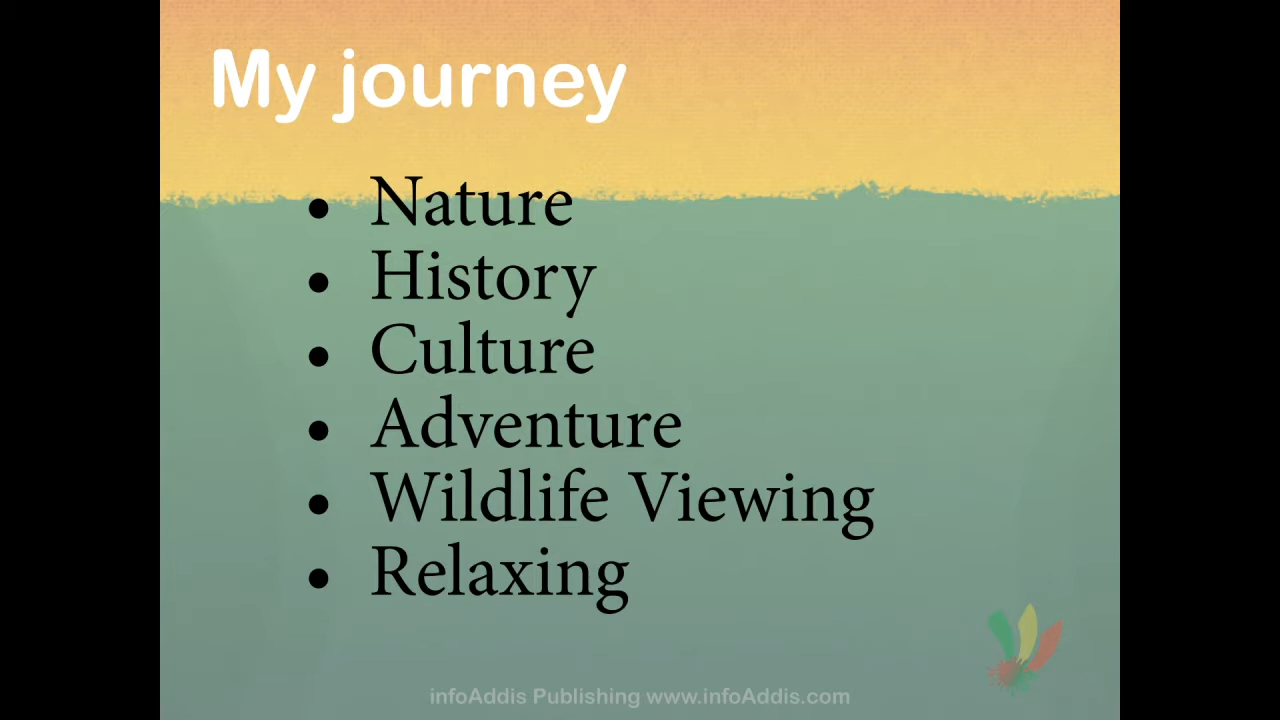 My journey
• Nature
• History
• Culture
• Adventure
• Wildlife Viewing
• Relaxing
infoAddis Publishing www.infoAddis.com